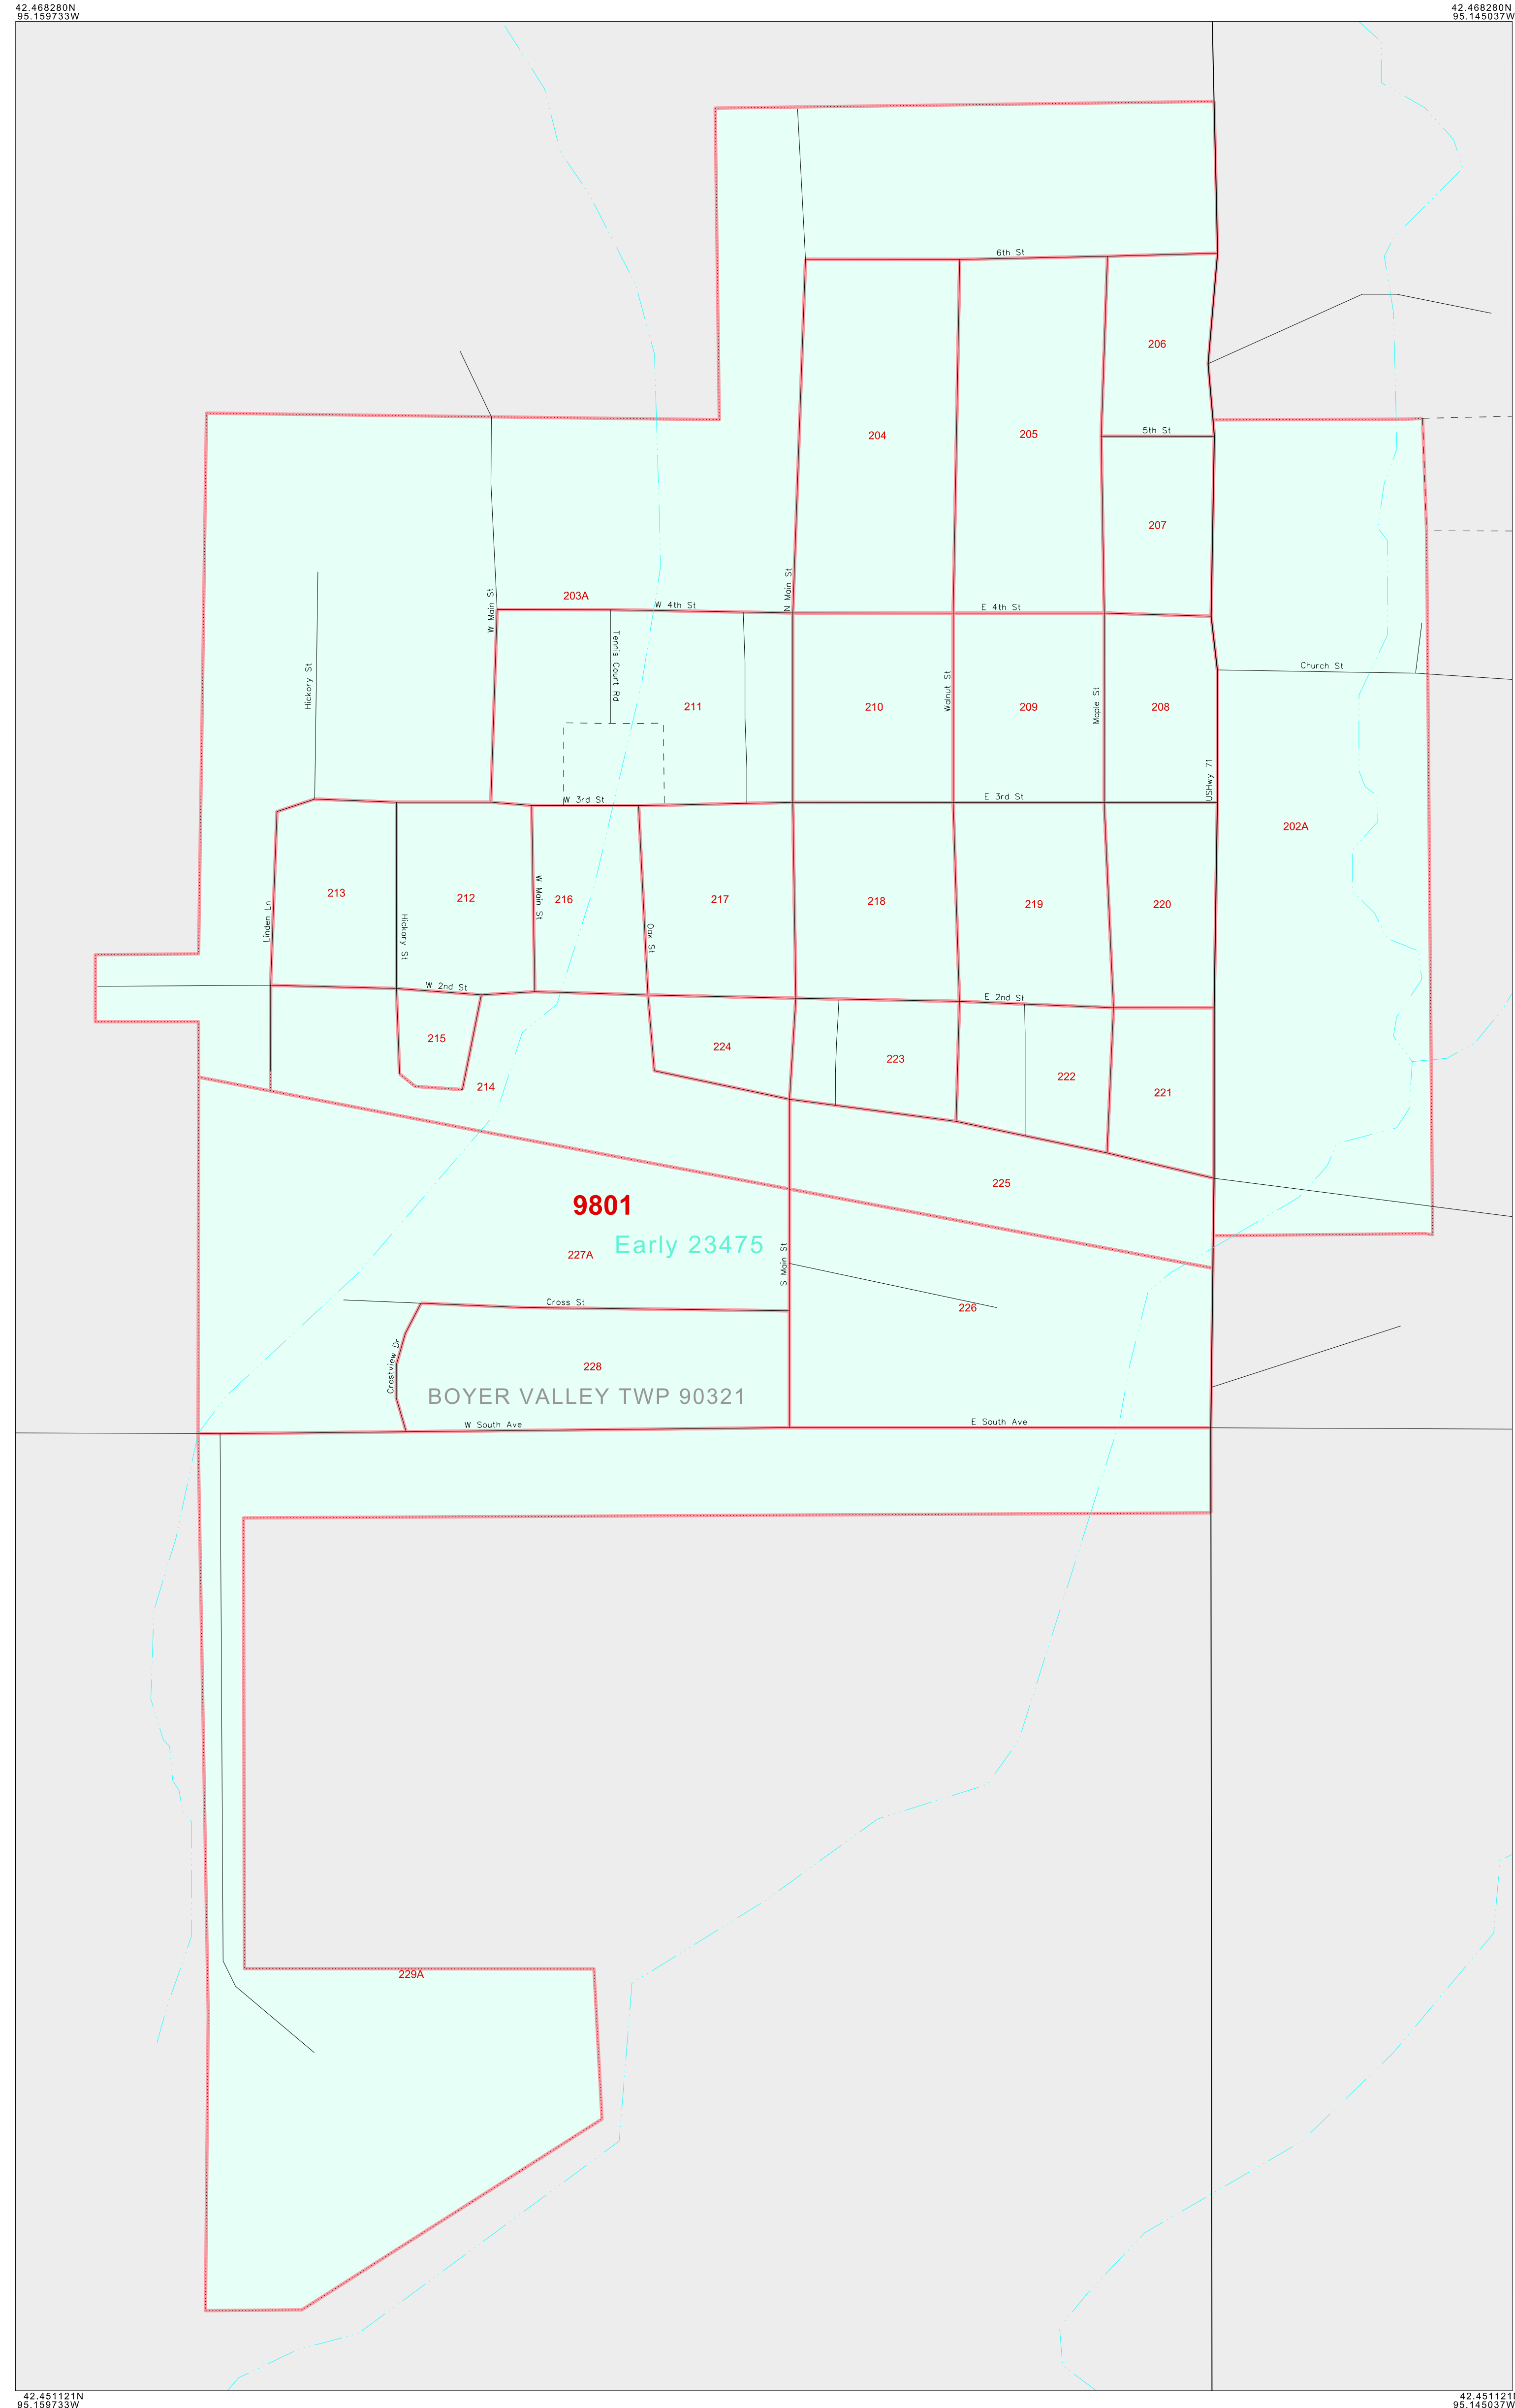 42.468280N
95.159733W
42.468280N
95.145037W
6th St
206
204
205
5th St
207
203A
W 4th St
N Main St
E 4th St
W Main St
Tennis Court Rd
Hickory St
Church St
211
210
Walnut St
209
Maple St
208
USHwy 71
W 3rd St
E 3rd St
202A
213
212
W Main St
216
217
218
219
220
Linden Ln
Hickory St
Oak St
W 2nd St
E 2nd St
215
224
223
222
221
214
225
9801
Early 23475
227A
S Main St
Cross St
226
Crestview Dr
228
BOYER VALLEY TWP 90321
W South Ave
E South Ave
229A
42.451121N
95.159733W
42.451121N
95.145037W